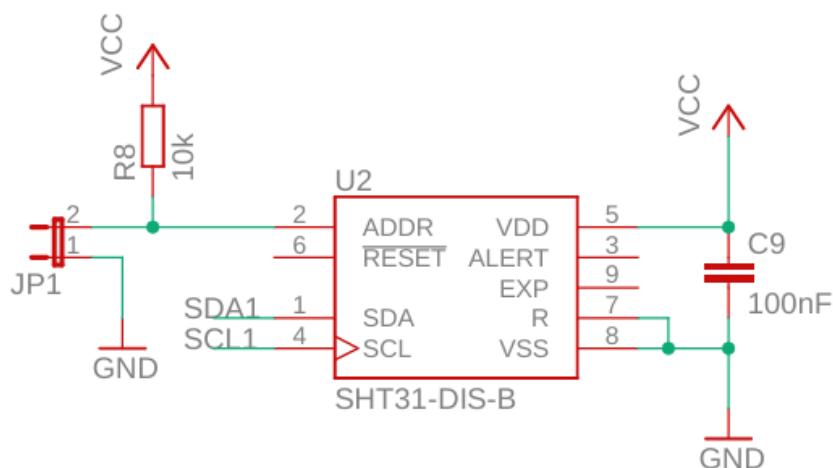 VCC
R8
10k
2
1
JP1
GND
U2
2 ADDR VDD 5
6 RESET ALERT 3
EXP 9
SDA1 1 SDA R 7
SCL1 4 SCL VSS 8
SHT31-DIS-B
VCC
C9
100nF
GND